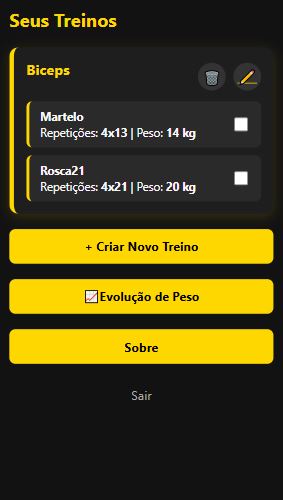 Seus Treinos
Biceps
Martelo
Repetições: 4x13 | Peso: 14 kg
Rosca21
Repetições: 4x21 | Peso: 20 kg
+ Criar Novo Treino
Evolução de Peso
Sobre
Sair